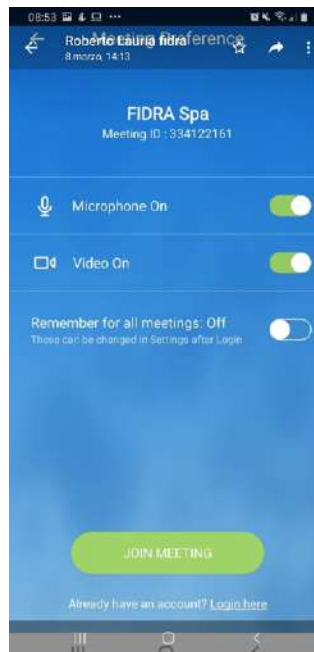 08:53
Meeting Preference
Roberto Lauria fidra
8 marzo, 14:13
FIDRA Spa
Meeting ID : 334122161
Microphone On
Video On
Remember for all meetings: Off
These can be changed in Settings after Login
JOIN MEETING
Already have an account? Login here